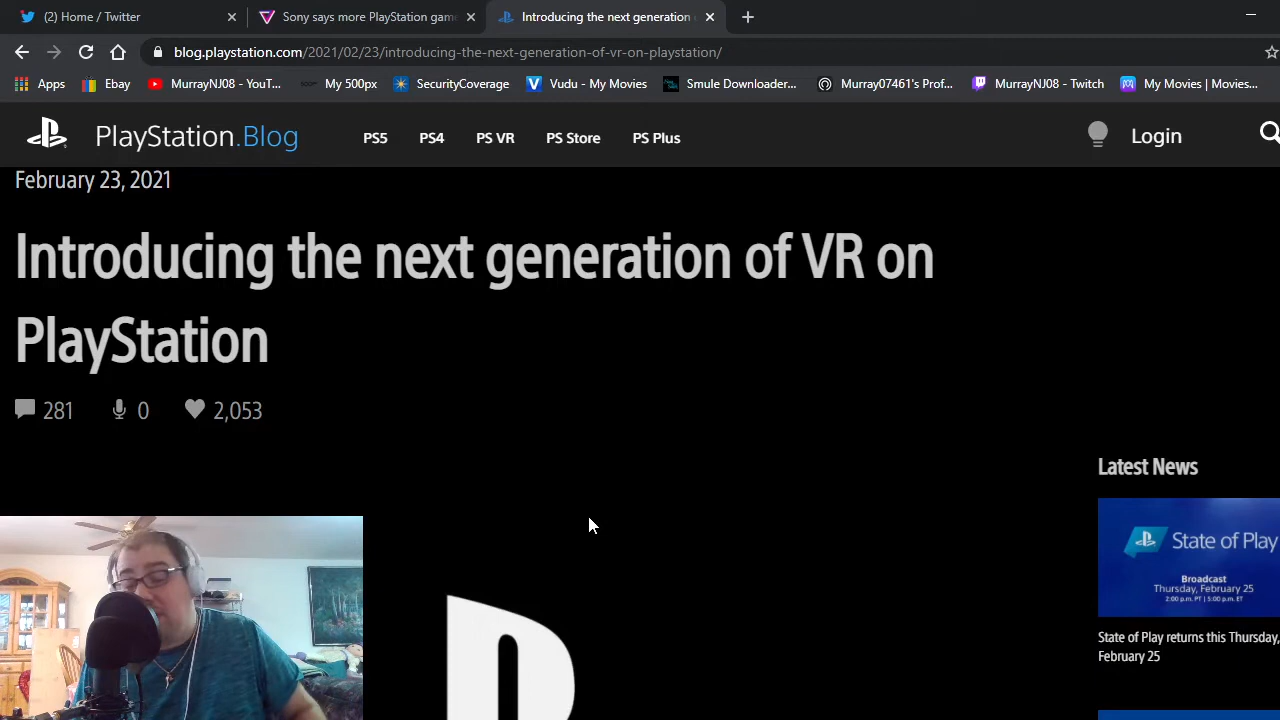 (2) Home / Twitter
Sony says more PlayStation game
Introducing the next generation
blog.playstation.com/2021/02/23/introducing-the-next-generation-of-vr-on-playstation/
Apps
Ebay
MurrayNJ08 - YouT...
My 500px
SecurityCoverage
Vudu - My Movies
Smule Downloader...
Murray07461's Prof...
MurrayNJ08 - Twitch
My Movies | Movies...
PlayStation.Blog
PS5
PS4
PS VR
PS Store
PS Plus
Login
February 23, 2021
Introducing the next generation of VR on
PlayStation
281
0
2,053
Latest News
State of Play
Broadcast
Thursday, February 25
2:00 p.m. PT | 5:00 p.m. ET
State of Play returns this Thursday,
February 25